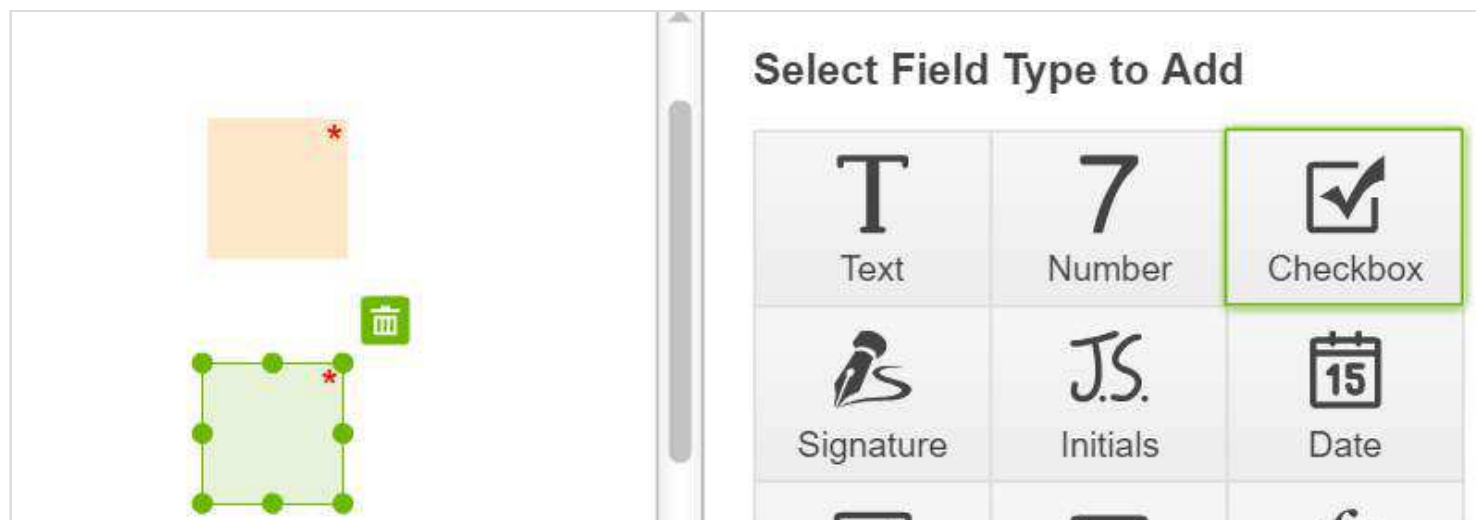 Select Field Type to Add
*
T
7
Text
Number
Checkbox
J.S.
15
Signature
Initials
Date
*